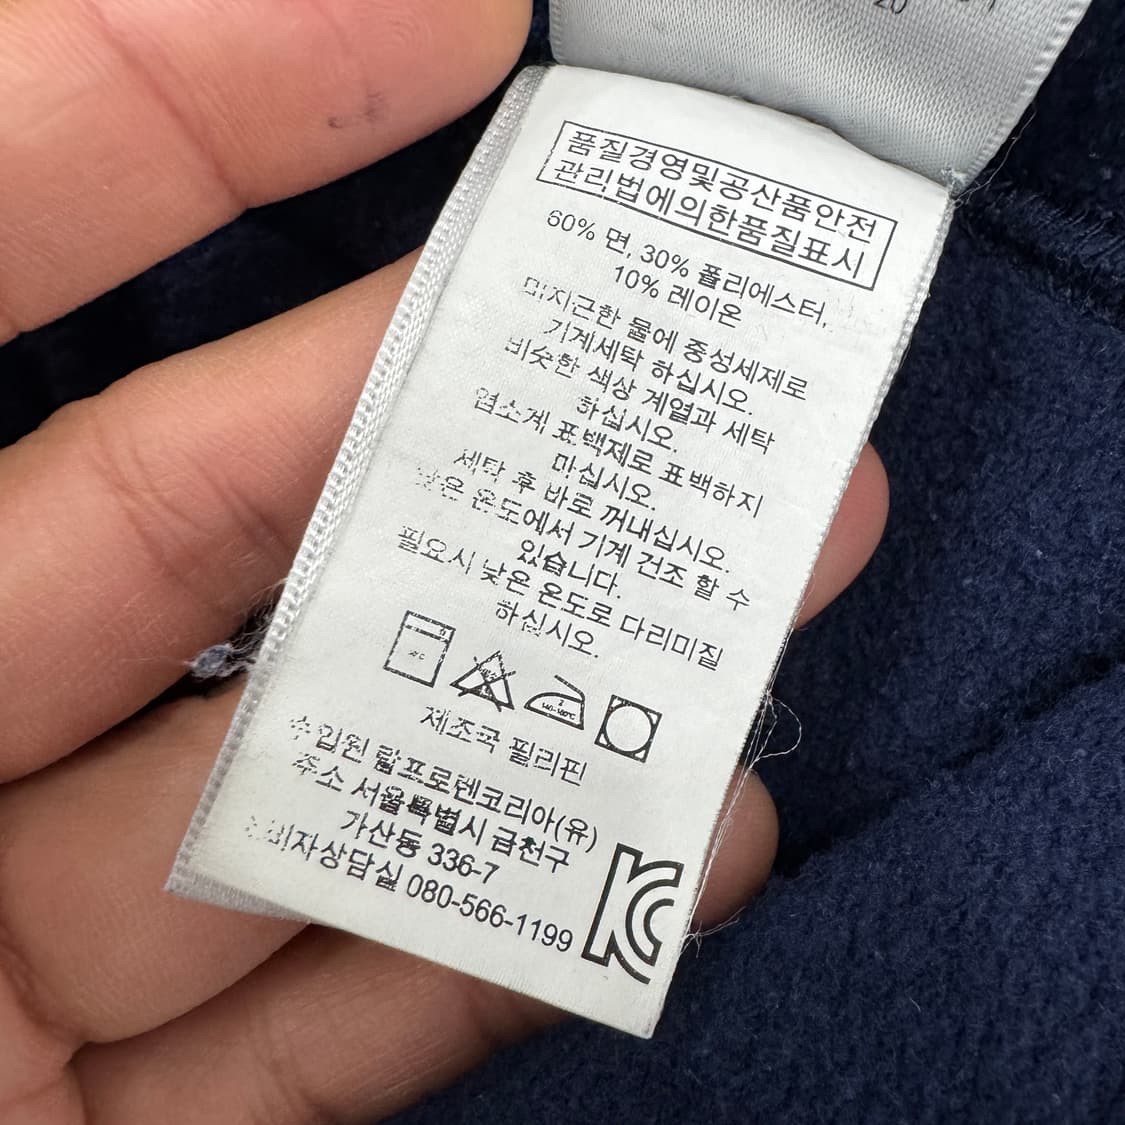 20
품질경영및공산품안전
관리법에의한품질표시
60% 면, 30% 폴리에스터,
10% 레이온
미지근한 물에 중성세제로
기계세탁 하십시오.
비슷한 색상 계열과 세탁
하십시오.
염소계 표백제로 표백하지
마십시오.
세탁 후 바로 꺼내십시오.
낮은 온도에서 기계 건조 할 수
있습니다.
필요시 낮은 온도로 다리미질
하십시오.
제조국 필리핀
수입원 랄프로렌코리아(유)
주소 서울특별시 금천구
가산동 336-7
소비자상담실 080-566-1199